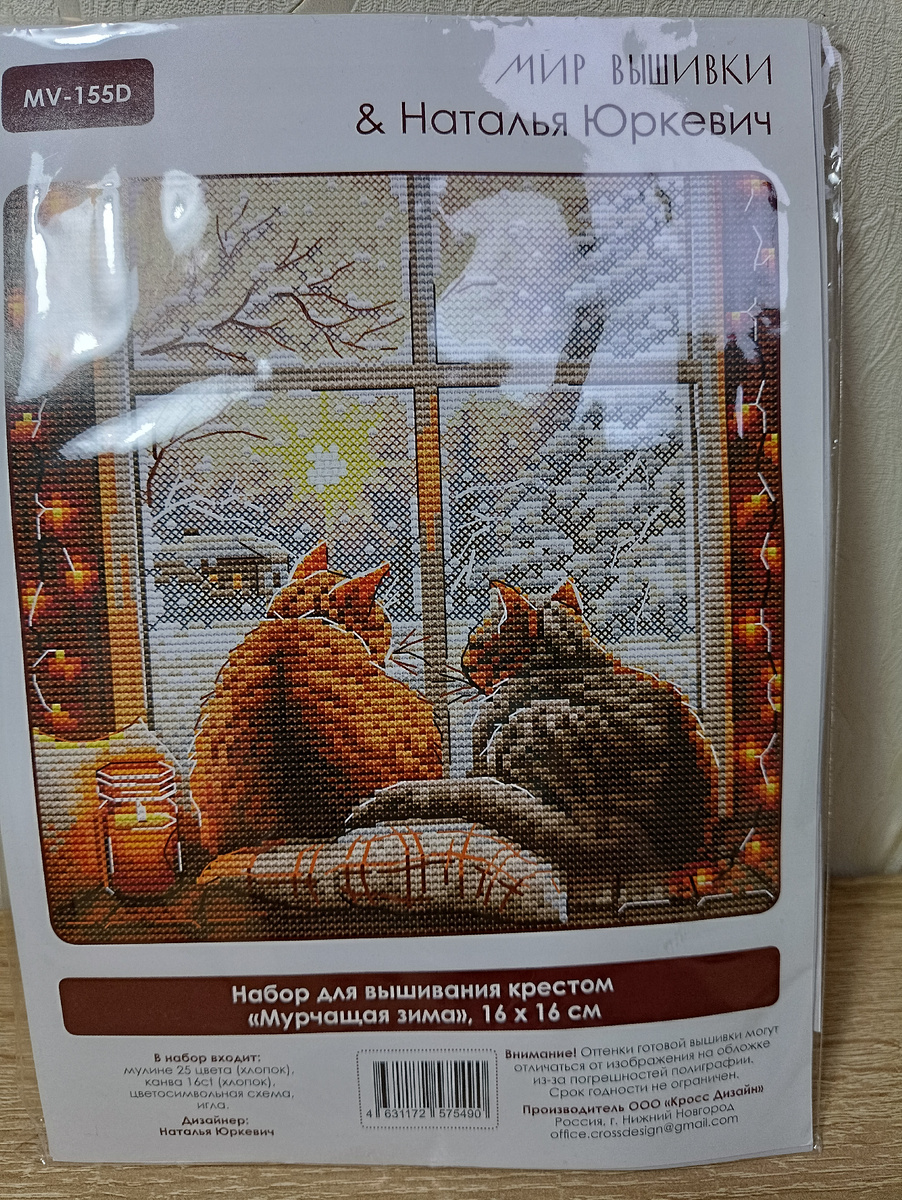 MV-155D
МИР ВЫШИВКИ
& Наталья Юркевич
Набор для вышивания крестом
«Мурчащая зима», 16 х 16 см
В набор входит:
мулине 25 цвета (хлопок),
канва 16ct (хлопок),
цветосимвольная схема,
игла.
Дизайнер:
Наталья Юркевич
4 631172 575490
Внимание! Оттенки готовой вышивки могут
отличаться от изображения на обложке
из-за погрешностей полиграфии.
Срок годности не ограничен.
Производитель ООО «Кросс Дизайн»
Россия, г. Нижний Новгород
office.crossdesign@gmail.com